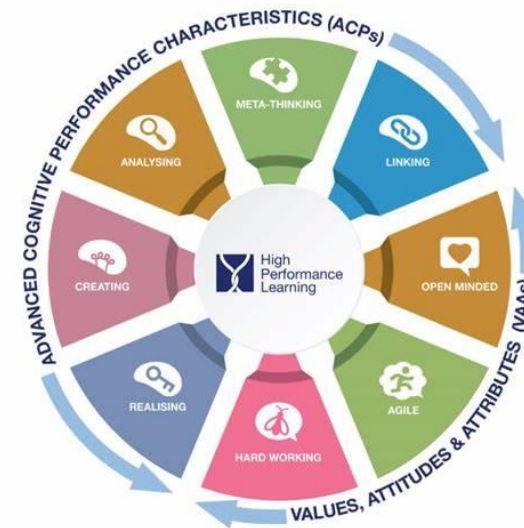 ADVANCED COGNITIVE PERFORMANCE CHARACTERISTICS (ACPs)
META-THINKING
LINKING
ANALYSING
CREATING
REALISING
High
Performance
Learning
OPEN MINDED
AGILE
HARD WORKING
VALUES, ATTITUDES & ATTRIBUTES (VAAs)